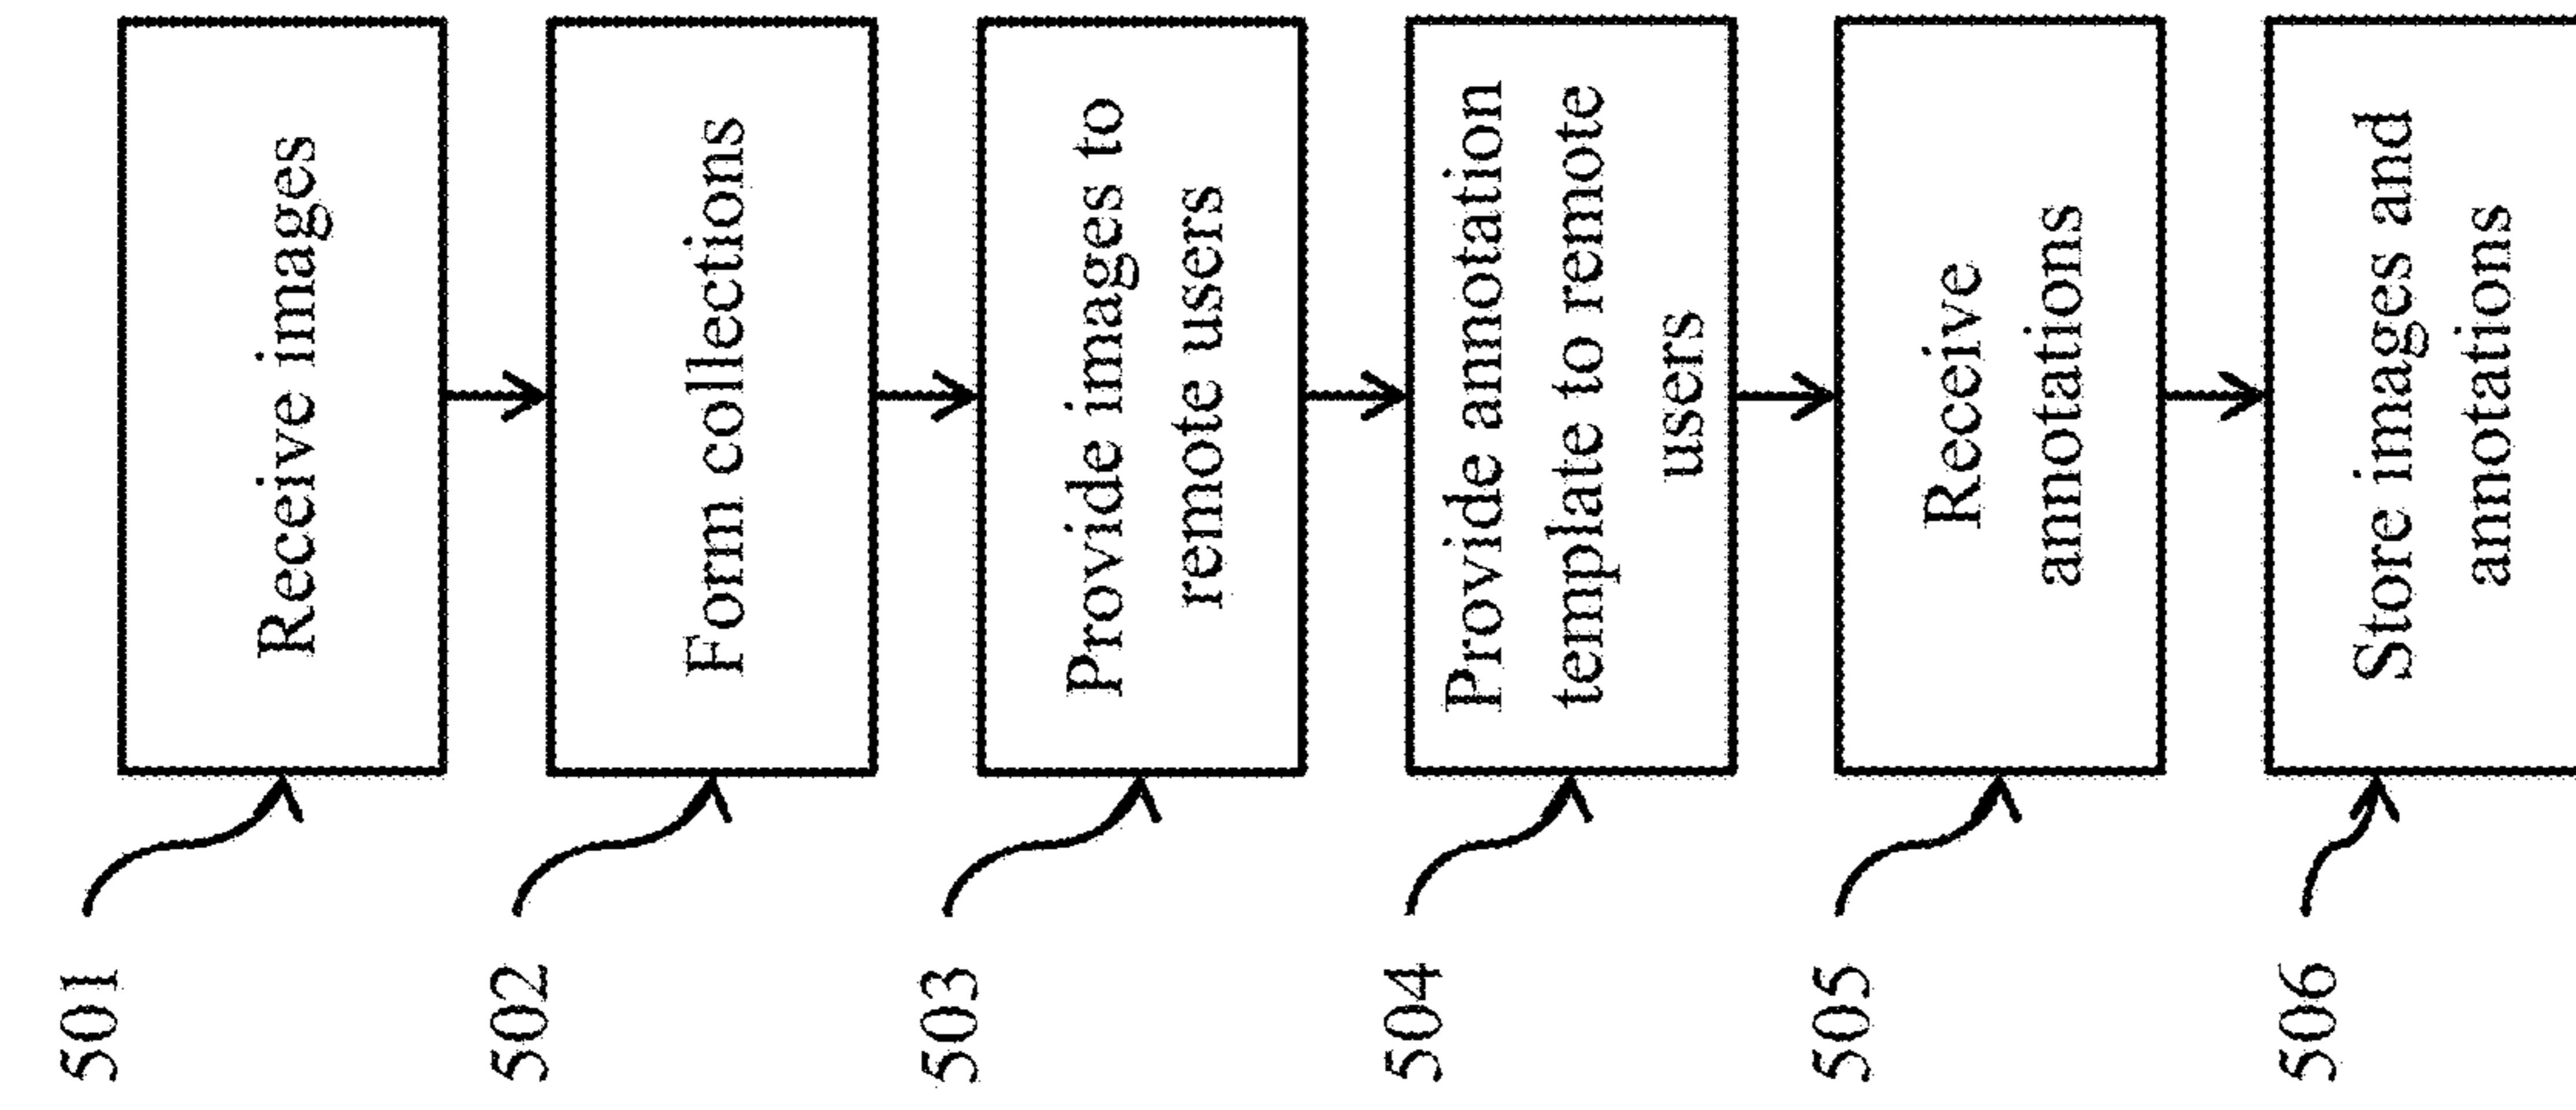 501
Receive images
502
Form collections
503
Provide images to
remote users
504
Provide annotation
template to remote
users
505
Receive
annotations
506
Store images and
annotations